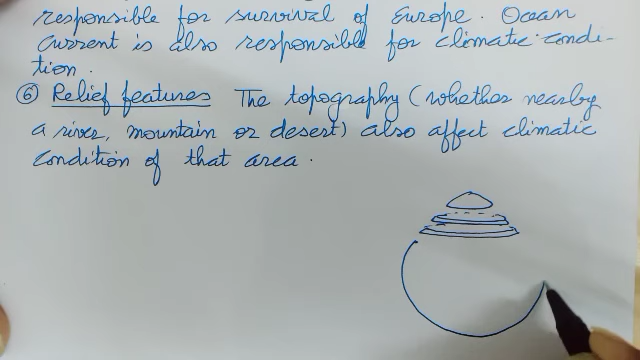 responsible for survival of Europe. Ocean
current is also responsible for climatic condi-
tion.
⑥ Relief features The topography (whether nearby
a river, mountain or desert) also affect climatic
condition of that area.